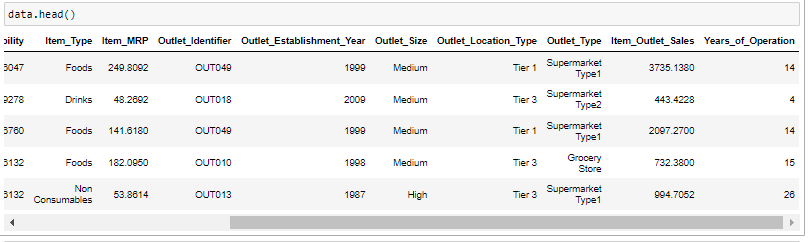 data.head()
bility Item_Type Item_MRP Outlet_Identifier Outlet_Establishment_Year Outlet_Size Outlet_Location_Type Outlet_Type Item_Outlet_Sales Years_of_Operation
6047 Foods 249.8092 OUT049 1999 Medium Tier 1 Supermarket Type1 3735.1380 14
9278 Drinks 48.2692 OUT018 2009 Medium Tier 3 Supermarket Type2 443.4228 4
6760 Foods 141.6180 OUT049 1999 Medium Tier 1 Supermarket Type1 2097.2700 14
6132 Foods 182.0950 OUT010 1998 Medium Tier 3 Grocery Store 732.3800 15
6132 Non Consumables 53.8614 OUT013 1987 High Tier 3 Supermarket Type1 994.7052 26